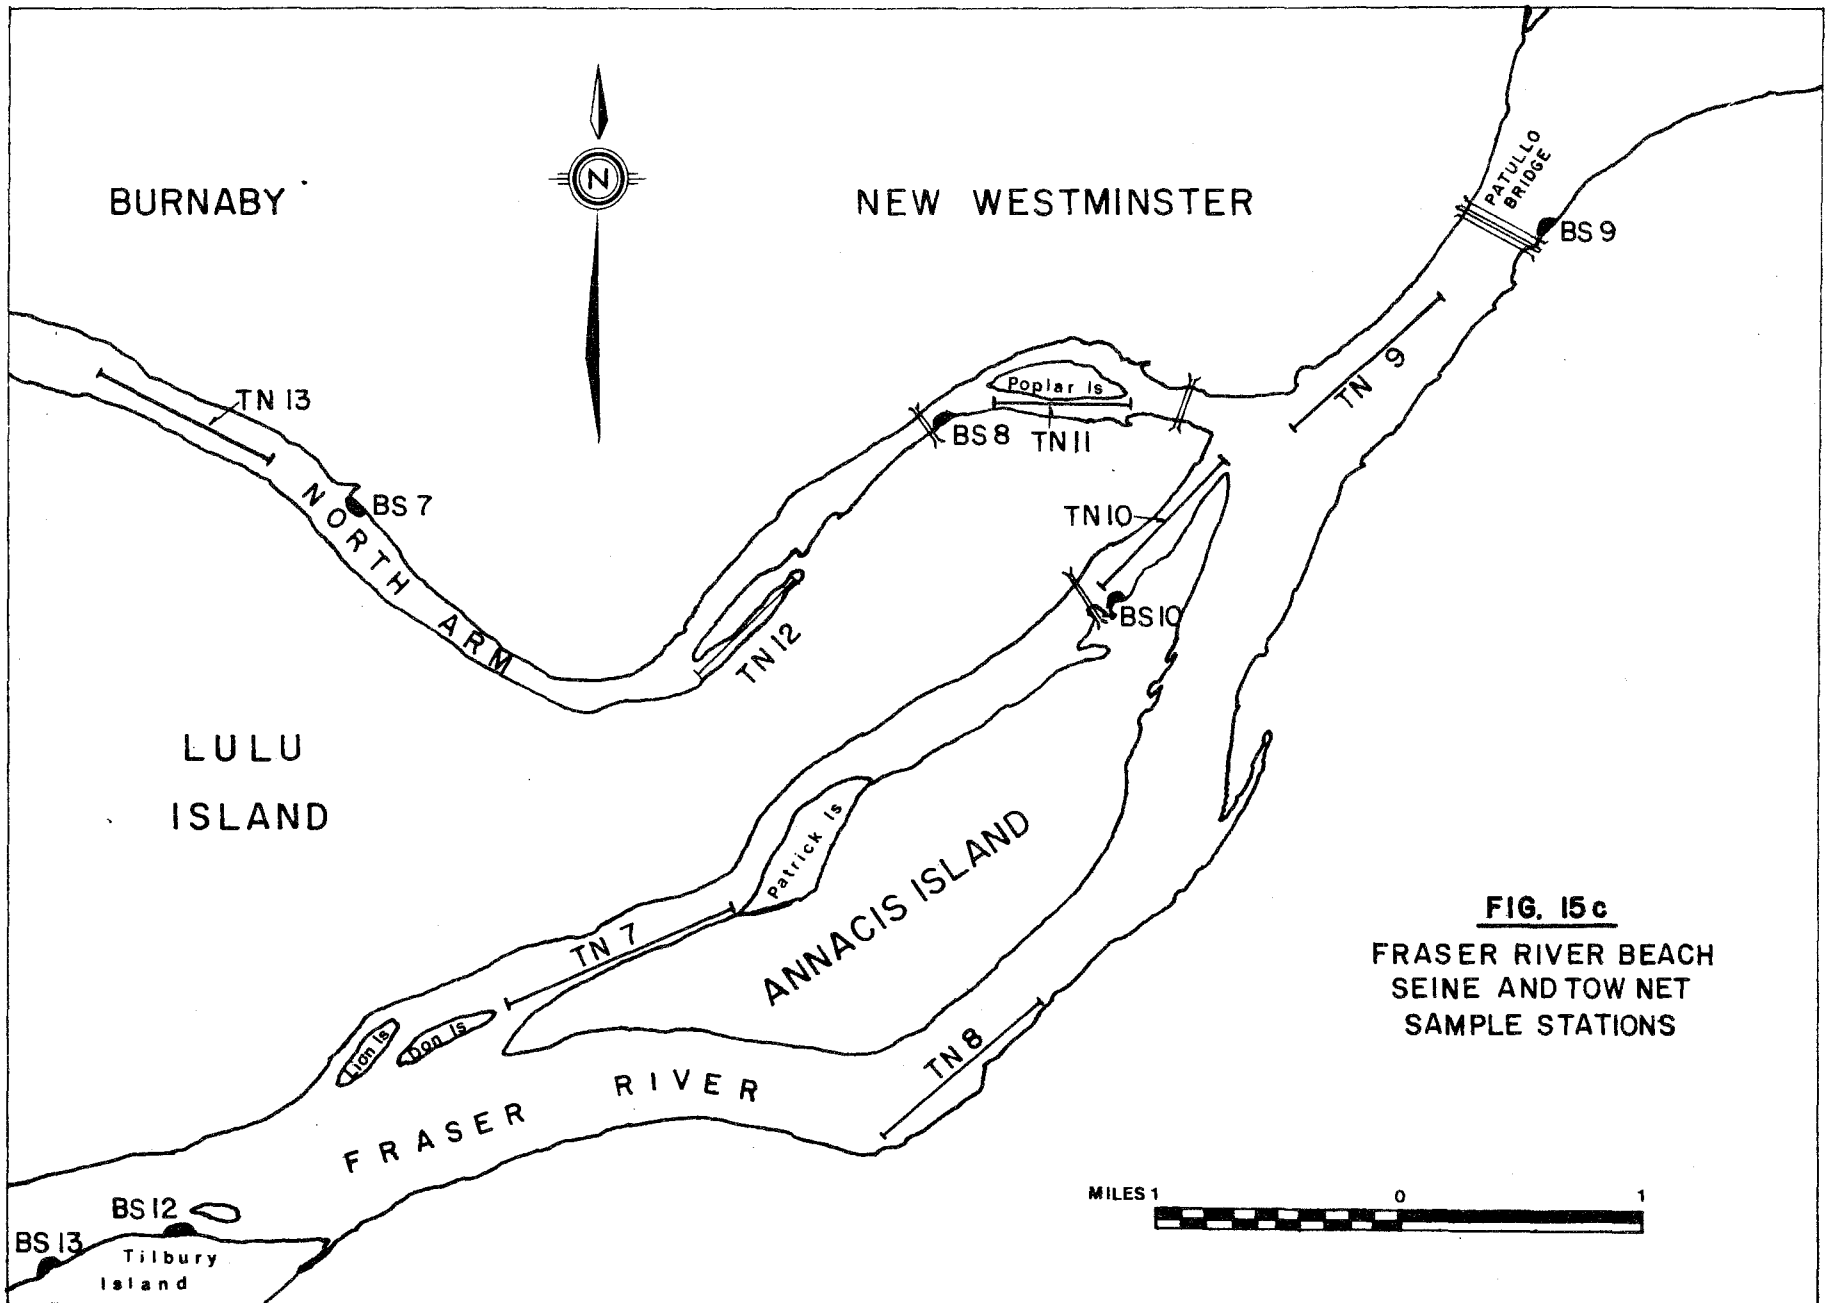 PATULLO
BRIDGE
BURNABY
N
NEW WESTMINSTER
BS 9
TN 13
Poplar Is
TN 9
BS 8
TN 11
BS 7
NORTH ARM
TN 10
BS 10
TN 12
LULU
ISLAND
Patrick Is
ANNACIS ISLAND
FIG. 15c
FRASER RIVER BEACH
SEINE AND TOW NET
SAMPLE STATIONS
TN 7
Lion Is
Don Is
TN 8
FRASER RIVER
MILES 1 0 1
BS 12
BS 13
Tilbury
Island